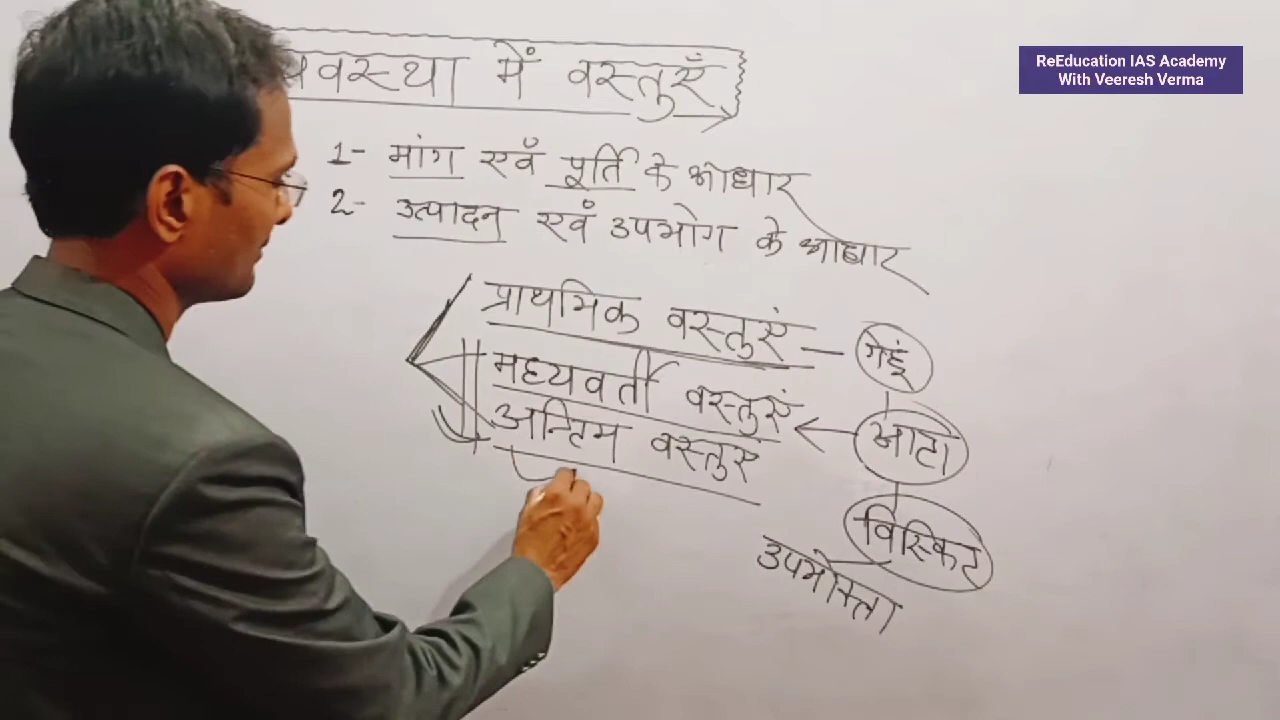 ReEducation IAS Academy
With Veeresh Verma
में वस्तुएँ
1- मांग एवं पूर्ति के आधार
2- उत्पादन एवं उपभोग के आधार
प्राथमिक वस्तुएं — गेहूं
मध्यवर्ती वस्तुएं
आटा
अन्तिम वस्तुएं
विस्किट
उपभोक्ता